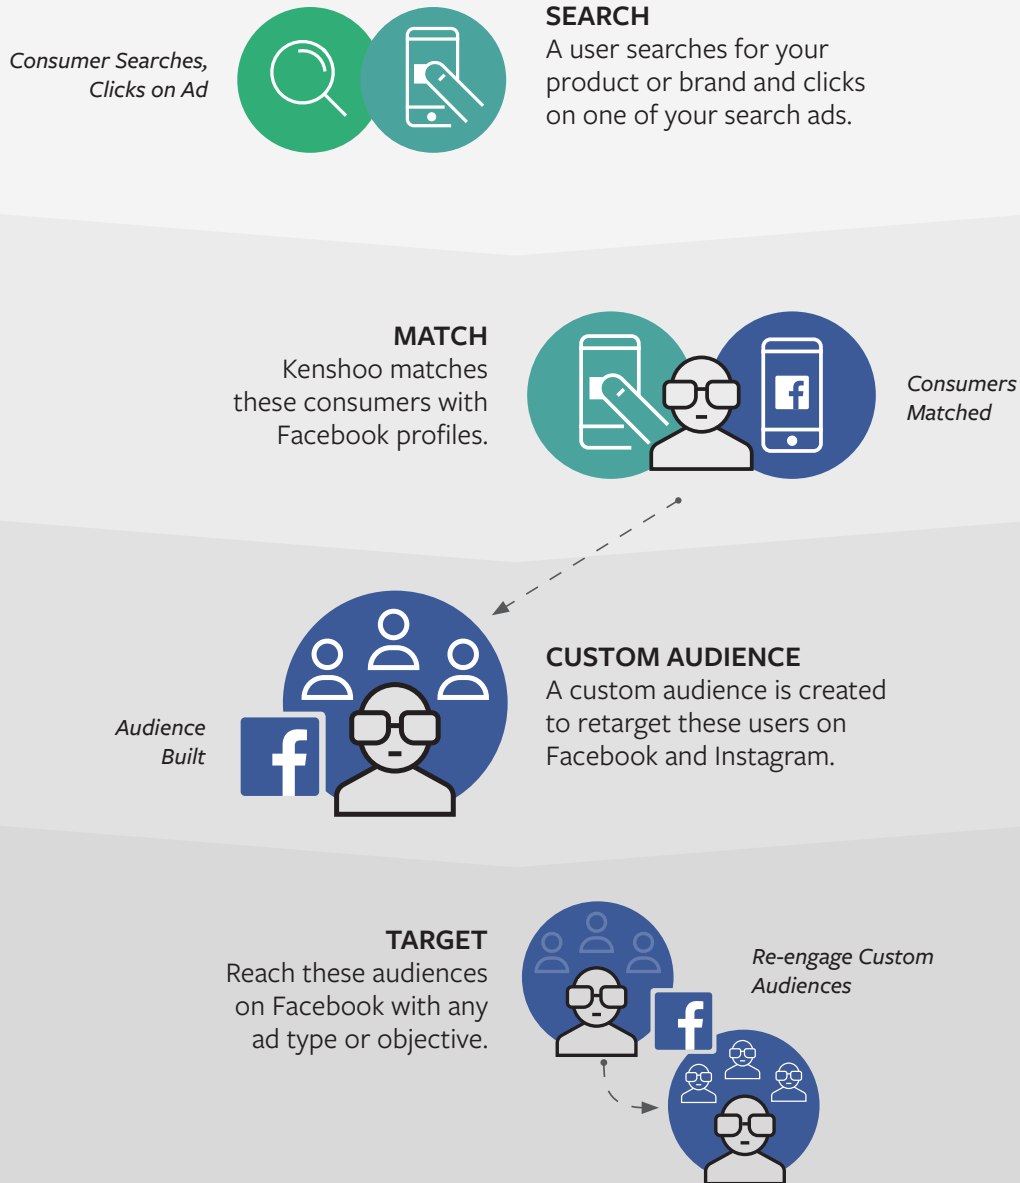 Consumer Searches,
Clicks on Ad
SEARCH
A user searches for your
product or brand and clicks
on one of your search ads.
MATCH
Kenshoo matches
these consumers with
Facebook profiles.
Consumers
Matched
Audience
Built
CUSTOM AUDIENCE
A custom audience is created
to retarget these users on
Facebook and Instagram.
TARGET
Reach these audiences
on Facebook with any
ad type or objective.
Re-engage Custom
Audiences